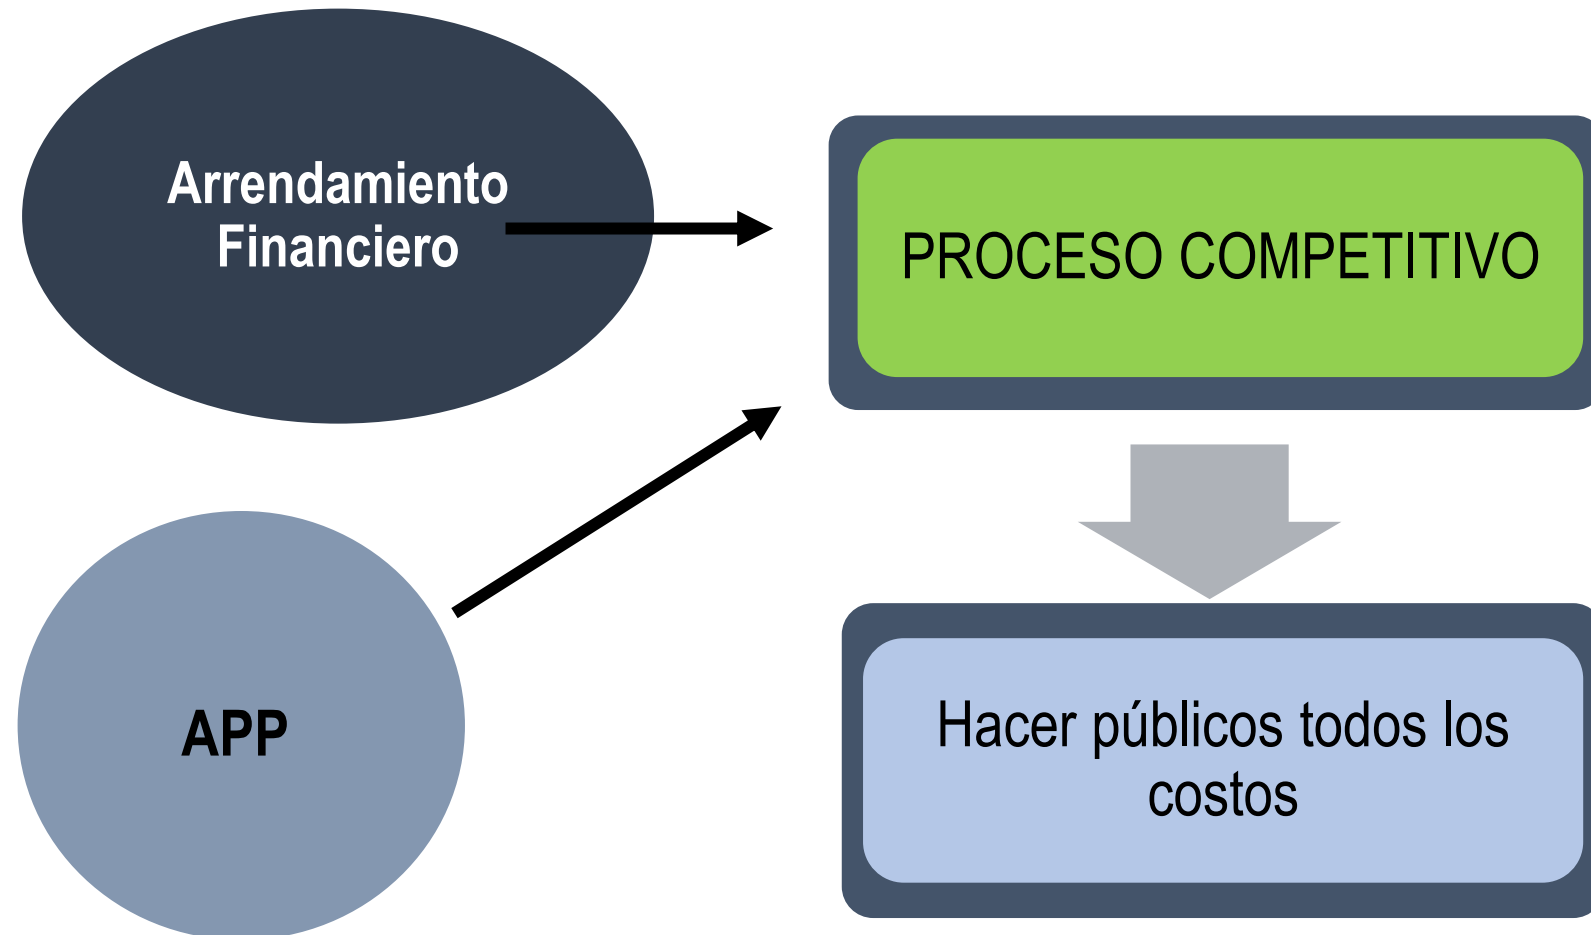 Arrendamiento
Financiero
PROCESO COMPETITIVO
APP
Hacer públicos todos los
costos